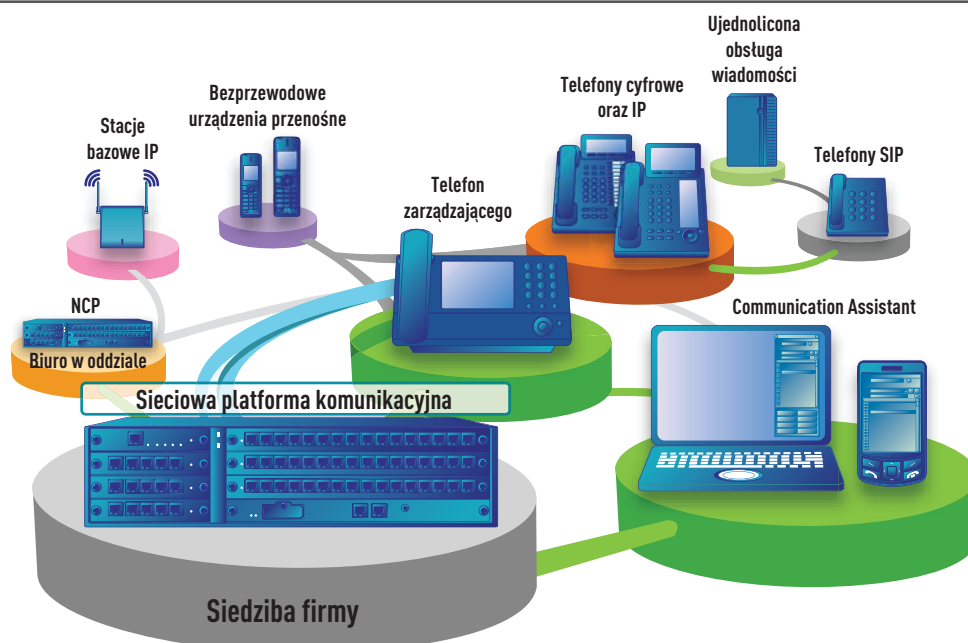 Ujednolicona
obsługa
wiadomości
Telefony cyfrowe
oraz IP
Bezprzewodowe
urządzenia przenośne
Stacje
bazowe IP
Telefony SIP
Telefon
zarządzającego
NCP
Biuro w oddziale
Communication Assistant
Sieciowa platforma komunikacyjna
Siedziba firmy